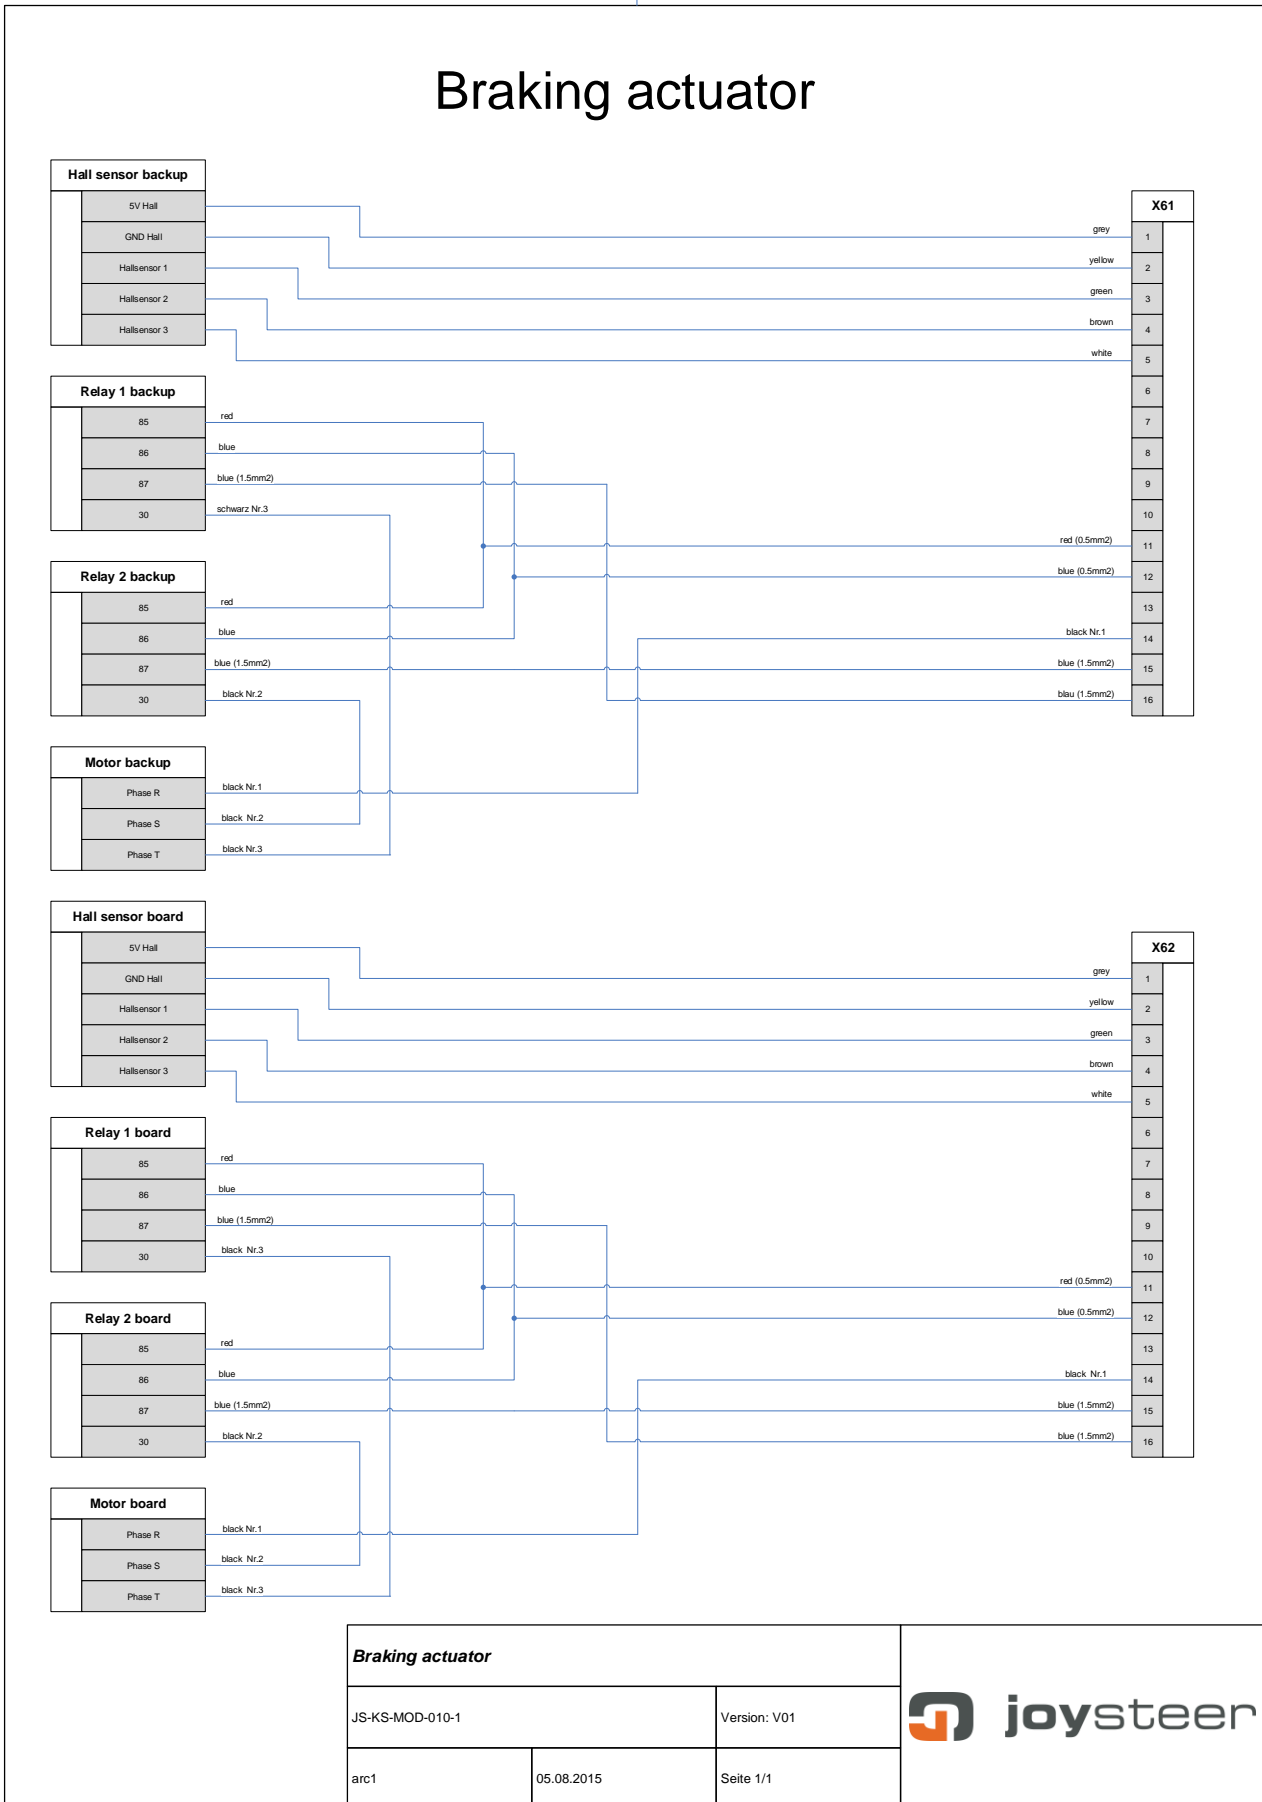 Braking actuator
Hall sensor backup
5V Hall
GND Hall
Hallsensor 1
Hallsensor 2
Hallsensor 3
X61
grey 1
yellow 2
green 3
brown 4
white 5
6
7
8
9
10
red (0.5mm2) 11
blue (0.5mm2) 12
13
black Nr.1 14
blue (1.5mm2) 15
blau (1.5mm2) 16
Relay 1 backup
85 red
86 blue
87 blue (1.5mm2)
30 schwarz Nr.3
Relay 2 backup
85 red
86 blue
87 blue (1.5mm2)
30 black Nr.2
Motor backup
Phase R black Nr.1
Phase S black Nr.2
Phase T black Nr.3
Hall sensor board
5V Hall
GND Hall
Hallsensor 1
Hallsensor 2
Hallsensor 3
X62
grey 1
yellow 2
green 3
brown 4
white 5
6
7
8
9
10
red (0.5mm2) 11
blue (0.5mm2) 12
13
black Nr.1 14
blue (1.5mm2) 15
blue (1.5mm2) 16
Relay 1 board
85 red
86 blue
87 blue (1.5mm2)
30 black Nr.3
Relay 2 board
85 red
86 blue
87 blue (1.5mm2)
30 black Nr.2
Motor board
Phase R black Nr.1
Phase S black Nr.2
Phase T black Nr.3
Braking actuator
JS-KS-MOD-010-1 Version: V01
arc1 05.08.2015 Seite 1/1
joysteer